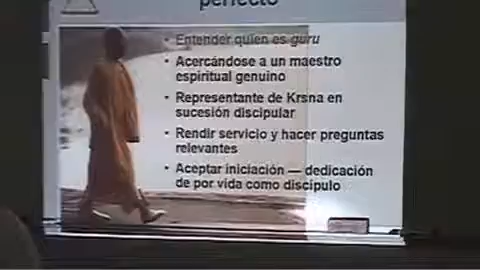 perfecto
• Entender quien es guru
• Acercándose a un maestro
espiritual genuino
• Representante de Krsna en
sucesión discipular
• Rendir servicio y hacer preguntas
relevantes
• Aceptar iniciación — dedicación
de por vida como discípulo